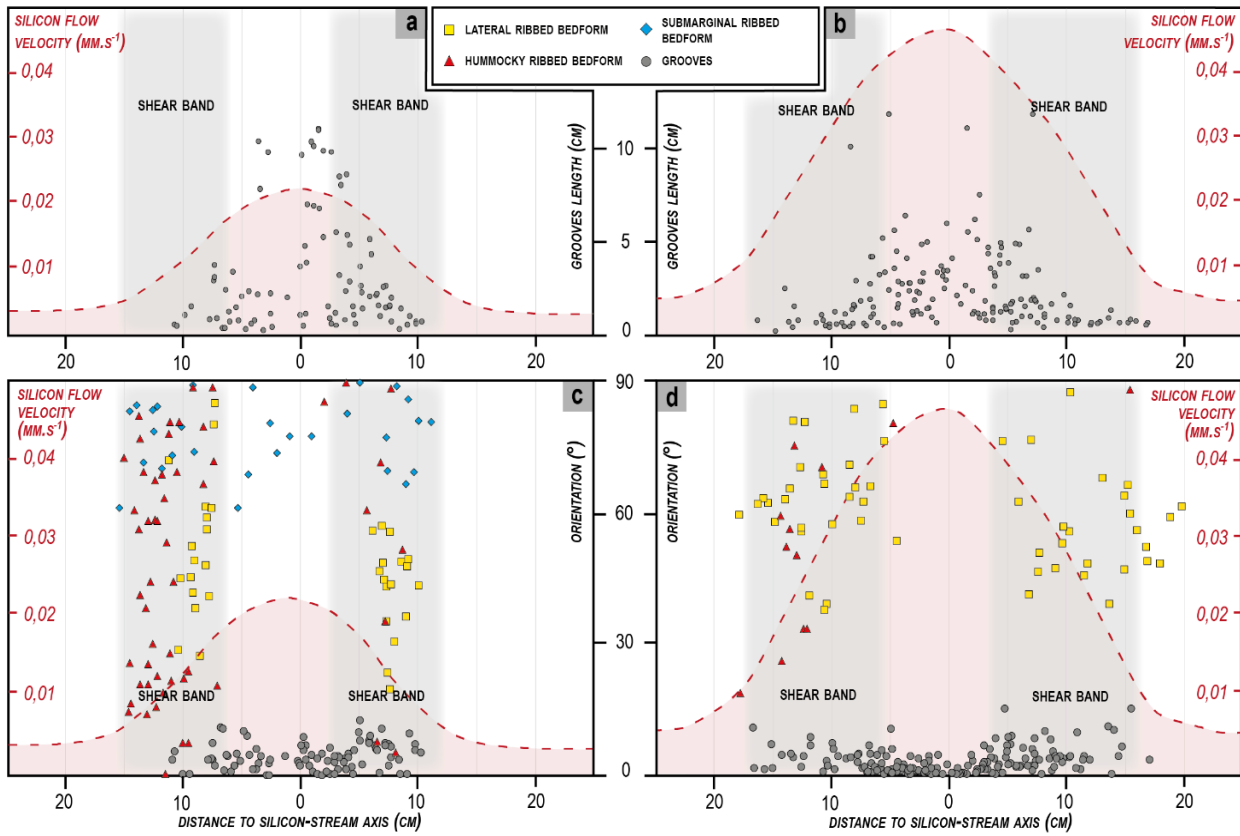 SILICON FLOW
VELOCITY (MM.S-1)
a
LATERAL RIBBED BEDFORM
HUMMOCKY RIBBED BEDFORM
SUBMARGINAL RIBBED
BEDFORM
GROOVES
b
SILICON FLOW
VELOCITY (MM.S-1)
0,04
0,03
0,02
0,01
SHEAR BAND
SHEAR BAND
GROOVES LENGTH (CM)
10
5
0
GROOVES LENGTH (CM)
SHEAR BAND
SHEAR BAND
0,04
0,03
0,02
0,01
20
10
0
10
20
20
10
0
10
20
SILICON FLOW
VELOCITY
(MM.S-1)
c
0,04
0,03
0,02
0,01
SHEAR BAND
SHEAR BAND
ORIENTATION (°)
90
60
30
0
ORIENTATION (°)
d
SILICON FLOW
VELOCITY
(MM.S-1)
0,04
0,03
0,02
0,01
SHEAR BAND
SHEAR BAND
20
10
0
10
20
20
10
0
10
20
DISTANCE TO SILICON-STREAM AXIS (CM)
DISTANCE TO SILICON-STREAM AXIS (CM)